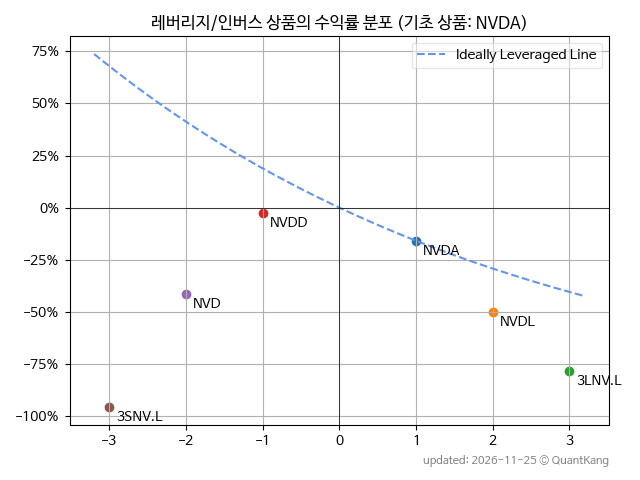 레버리지/인버스 상품의 수익률 분포 (기초 상품: NVDA)
75%
50%
25%
0%
−25%
−50%
−75%
−100%
Ideally Leveraged Line
NVDD
NVDA
NVD
NVDL
3LNV.L
3SNV.L
−3
−2
−1
0
1
2
3
updated: 2026-11-25 © QuantKang